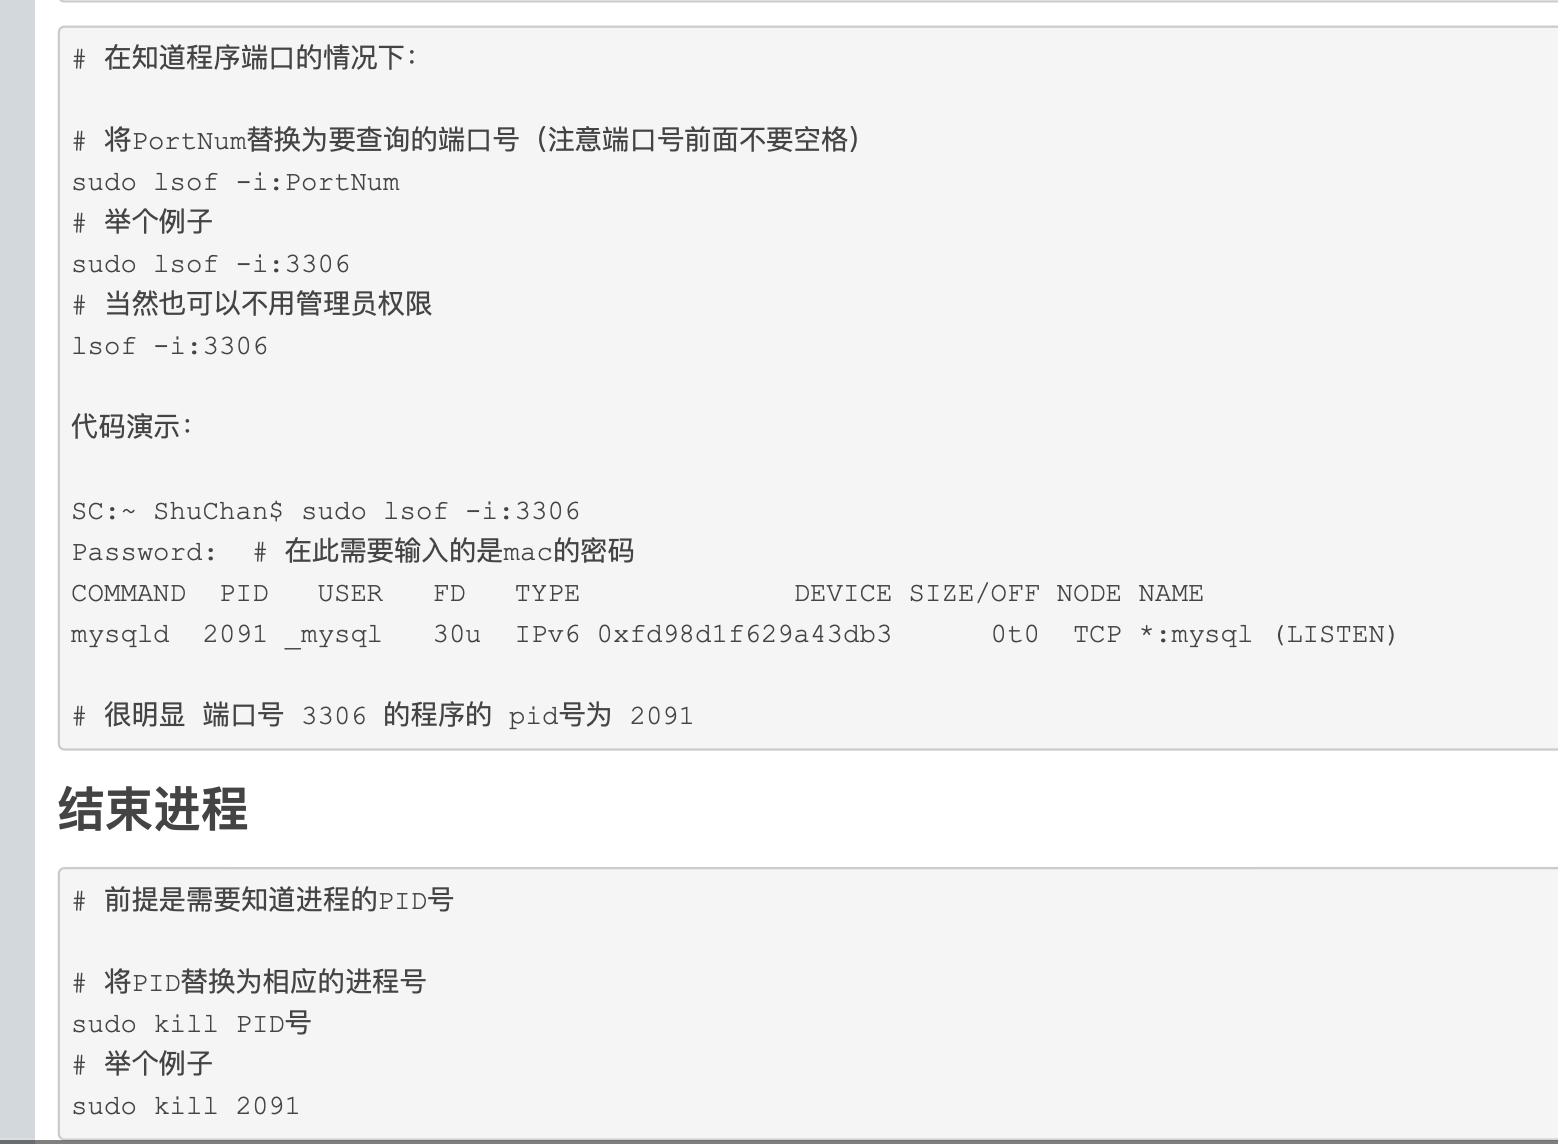 # 在知道程序端口的情况下：
# 将PortNum替换为要查询的端口号（注意端口号前面不要空格）
sudo lsof -i:PortNum
# 举个例子
sudo lsof -i:3306
# 当然也可以不用管理员权限
lsof -i:3306
代码演示：
SC:~ ShuChan$ sudo lsof -i:3306
Password:  # 在此需要输入的是mac的密码
COMMAND  PID   USER   FD   TYPE             DEVICE SIZE/OFF NODE NAME
mysqld  2091 _mysql   30u  IPv6 0xfd98d1f629a43db3      0t0  TCP *:mysql (LISTEN)
# 很明显 端口号 3306 的程序的 pid号为 2091
结束进程
# 前提是需要知道进程的PID号
# 将PID替换为相应的进程号
sudo kill PID号
# 举个例子
sudo kill 2091